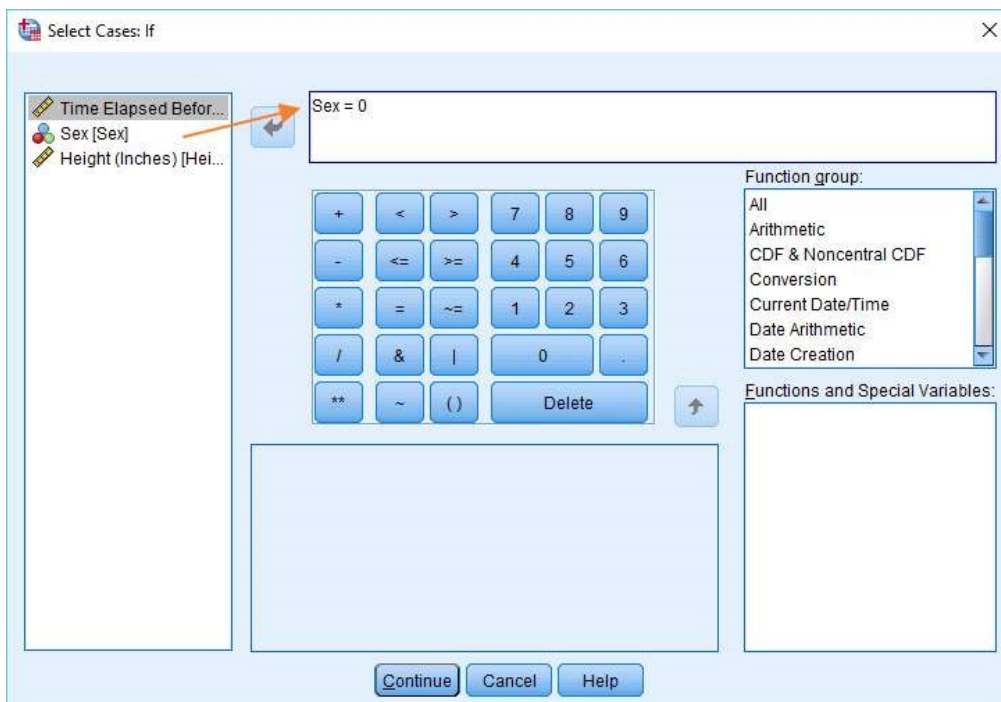 Select Cases: If
Time Elapsed Befor...
Sex [Sex]
Height (Inches) [Hei...
Sex = 0
+ < > 7 8 9
- <= >= 4 5 6
* = ~= 1 2 3
/ & | 0 .
** ~ ( ) Delete
Function group:
All
Arithmetic
CDF & Noncentral CDF
Conversion
Current Date/Time
Date Arithmetic
Date Creation
Functions and Special Variables:
Continue Cancel Help